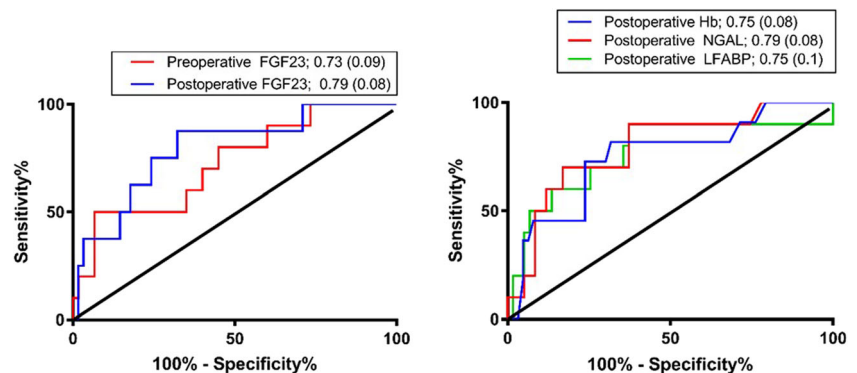 Preoperative FGF23; 0.73 (0.09)
Postoperative FGF23; 0.79 (0.08)
100
50
0
Sensitivity%
0
50
100
100% - Specificity%
Postoperative Hb; 0.75 (0.08)
Postoperative NGAL; 0.79 (0.08)
Postoperative LFABP; 0.75 (0.1)
100
50
0
Sensitivity%
0
50
100
100% - Specificity%